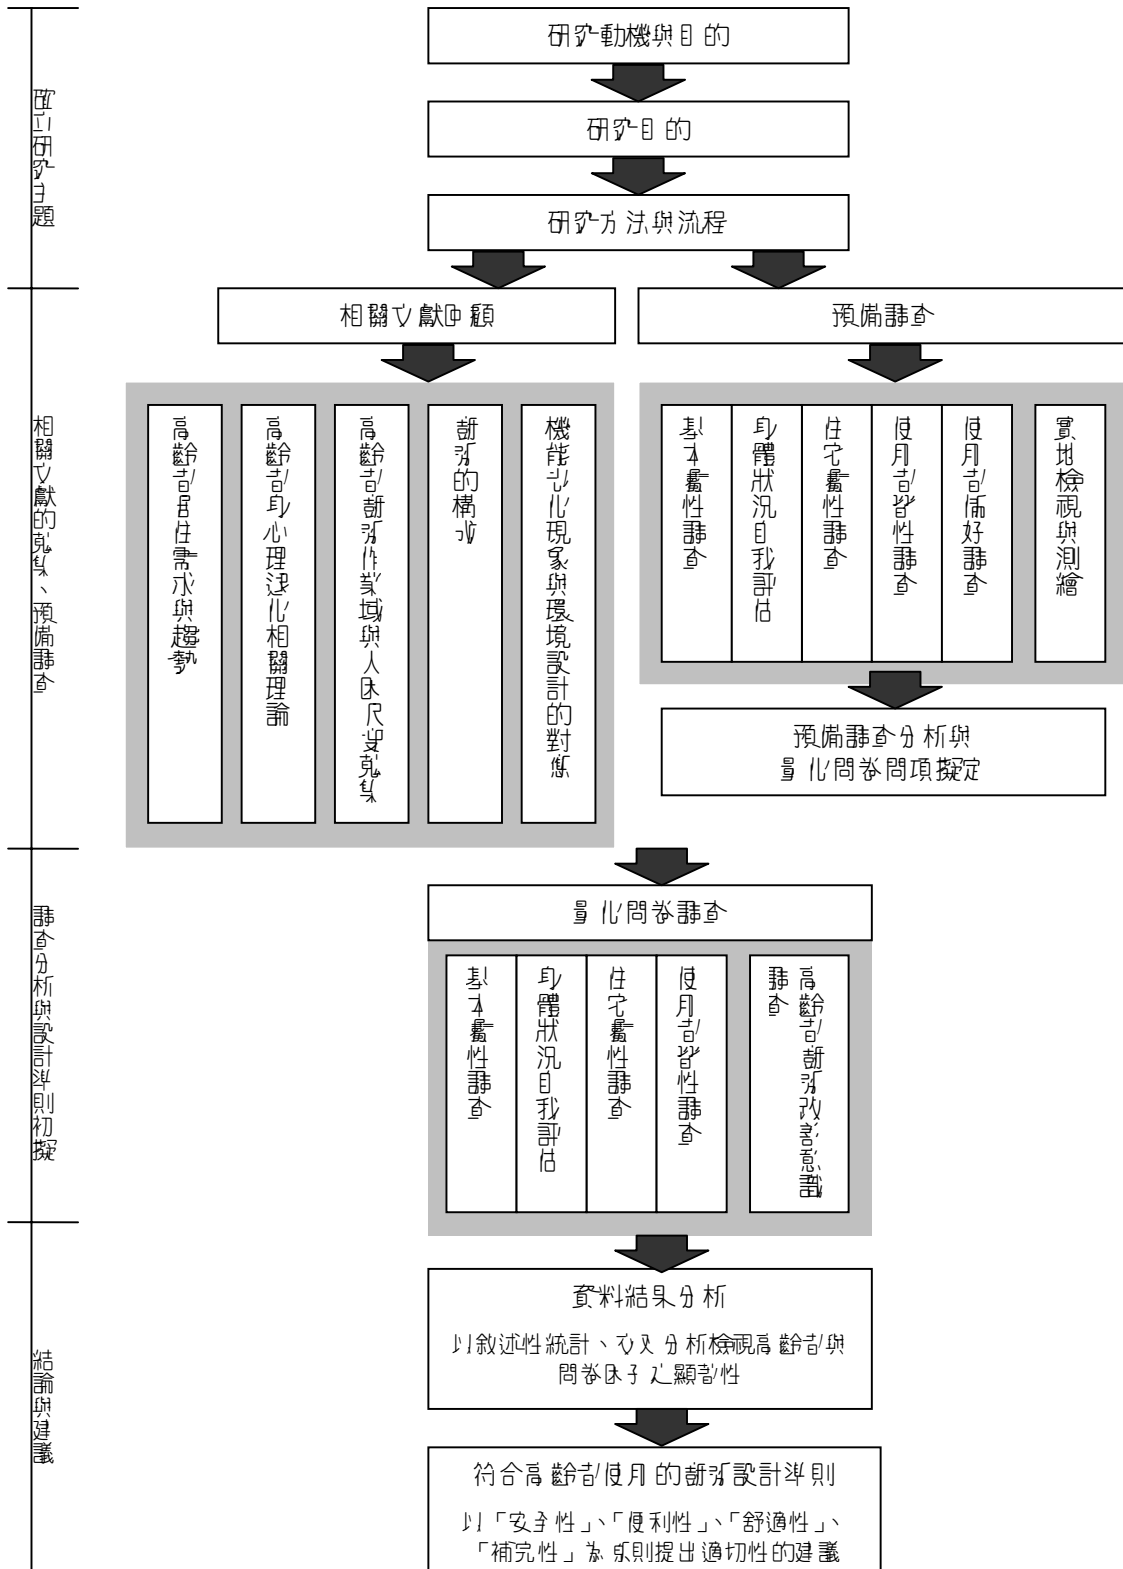 研究動機與目的
研究目的
研究方法與流程
確立研究主題
相關文獻回顧
預備調查
相關文獻的蒐集、預備調查
高齡者居住需求與趨勢
高齡者身心理退化相關理論
高齡者廚房作業域與人因尺度蒐集
廚房的構成
機能老化現象與環境設計的對應
基本屬性調查
身體狀況自我評估
住宅屬性調查
使用者習性調查
使用者偏好調查
實地檢視與測繪
預備調查分析與
量化問卷問項擬定
調查分析與設計準則初擬
量化問卷調查
基本屬性調查
身體狀況自我評估
住宅屬性調查
使用者習性調查
高齡者廚房改善意識
調查
結論與建議
資料結果分析
以敘述性統計、交叉分析檢視高齡者與
問卷因子之顯著性
符合高齡者使用的廚房設計準則
以「安全性」、「便利性」、「舒適性」、
「補完性」為原則提出適切性的建議